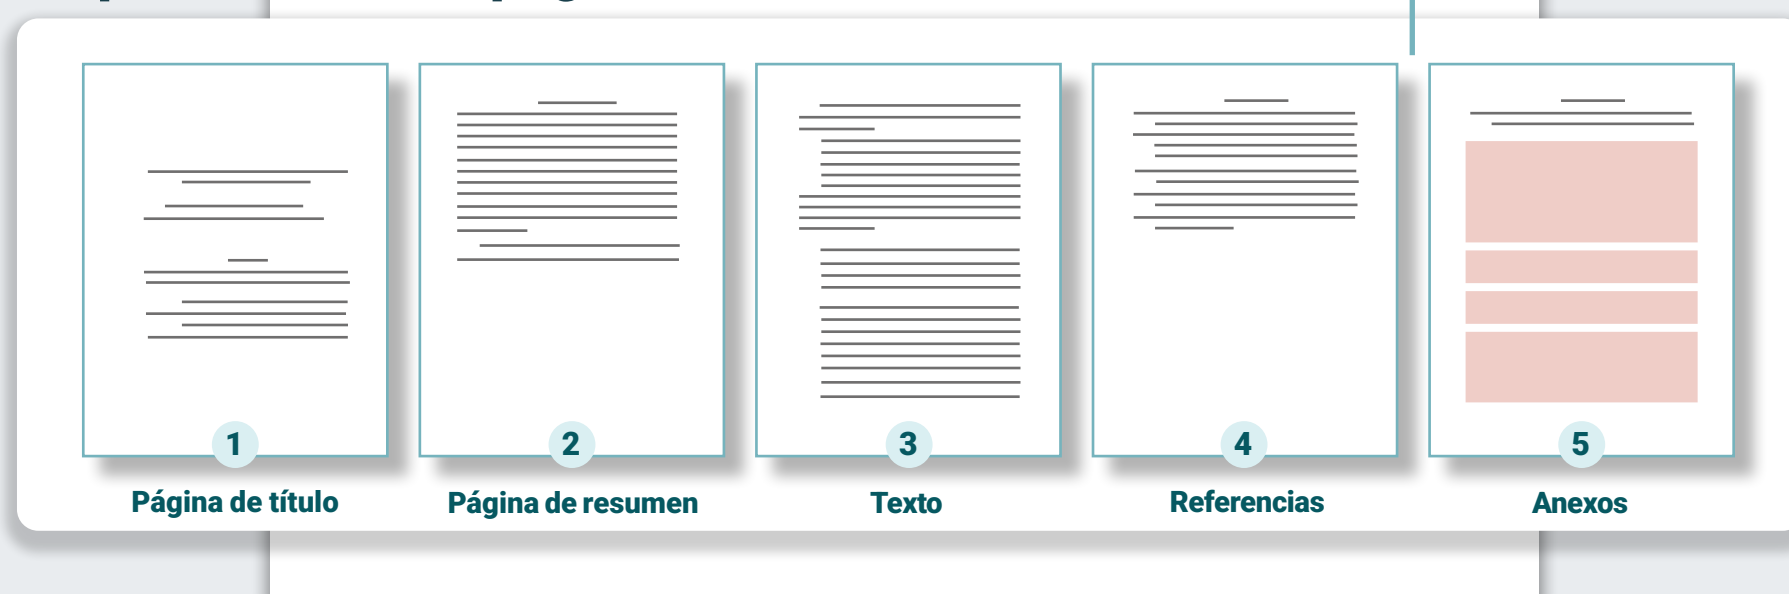 1
2
3
4
5
Página de título
Página de resumen
Texto
Referencias
Anexos